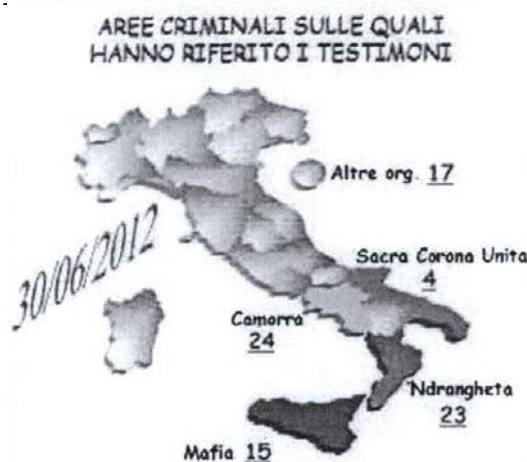 AREE CRIMINALI SULLE QUALI
HANNO RIFERITO I TESTIMONI
Altre org. 17
30/06/2012
Sacra Corona Unita
4
Camorra
24
Ndrangheta
23
Mafia 15